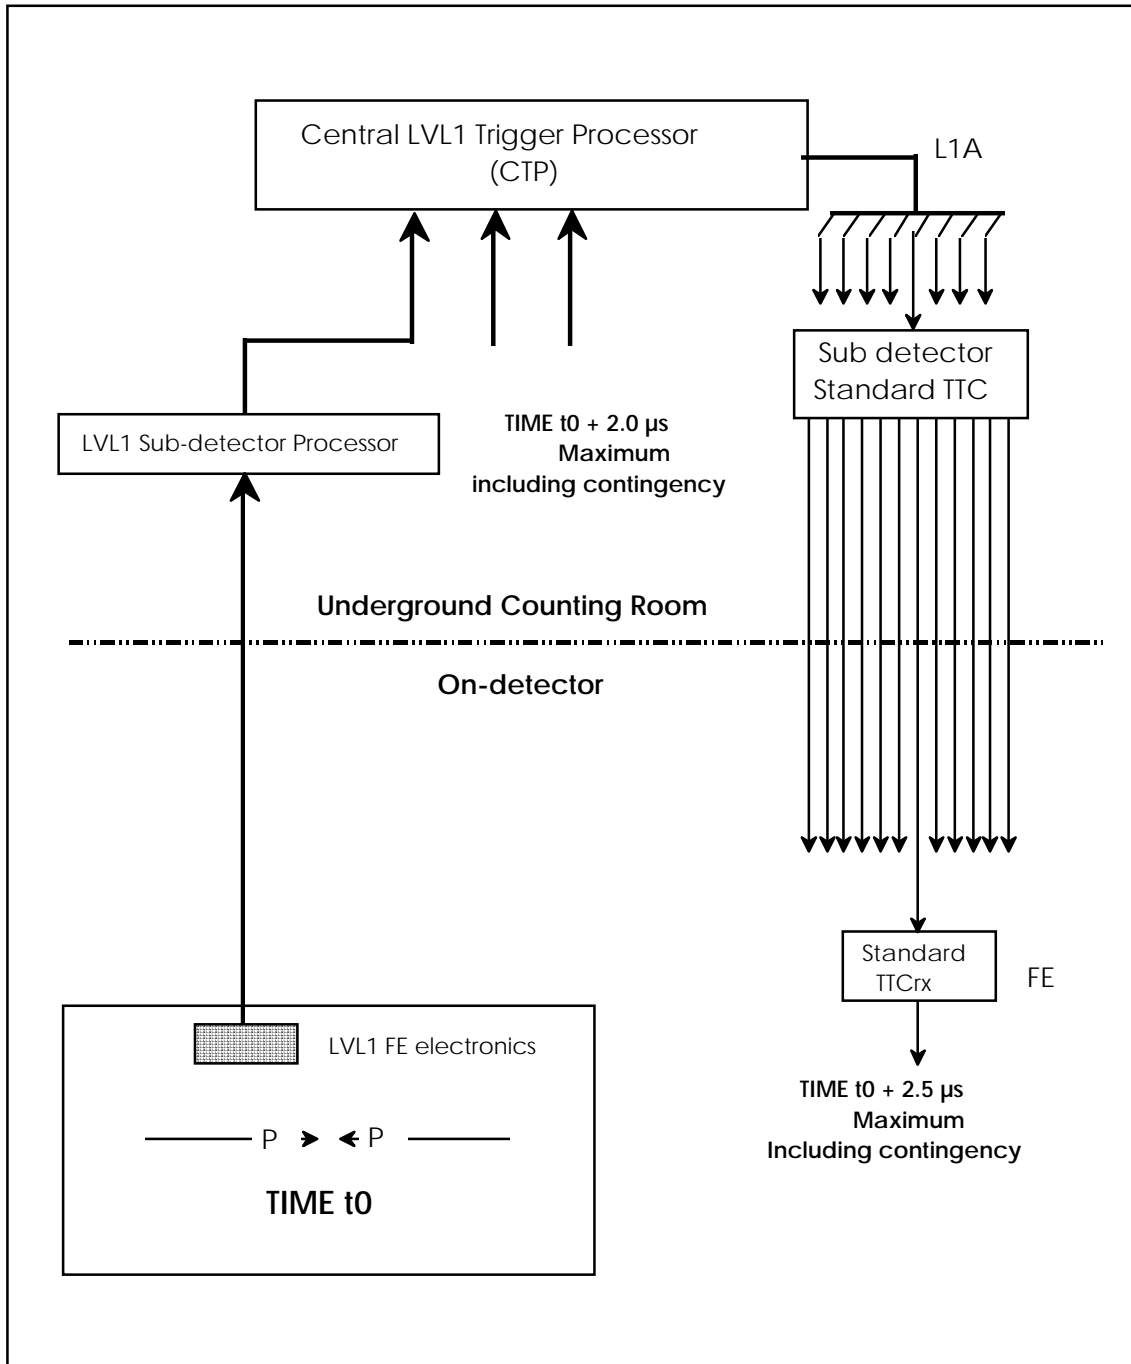 Central LVL1 Trigger Processor
(CTP)
L1A
Sub detector
Standard TTC
LVL1 Sub-detector Processor
TIME t0 + 2.0 µs
Maximum
including contingency
Underground Counting Room
On-detector
Standard
TTCrx
FE
LVL1 FE electronics
TIME t0 + 2.5 µs
Maximum
Including contingency
P P
TIME t0